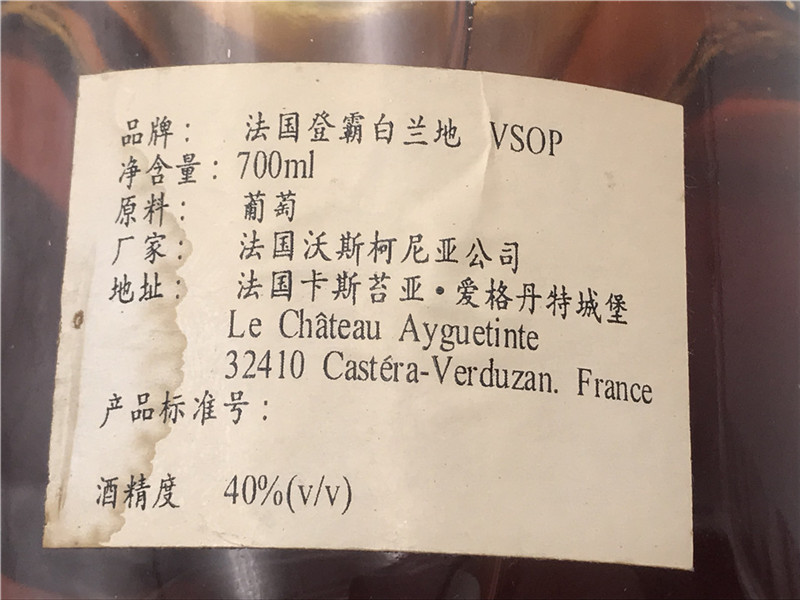 品牌： 法国登霸白兰地 VSOP
净含量：700ml
原料： 葡萄
厂家： 法国沃斯柯尼亚公司
地址： 法国卡斯苔亚·爱格丹特城堡
Le Château Ayguetinte
32410 Castéra-Verduzan. France
产品标准号：
酒精度 40%(v/v)